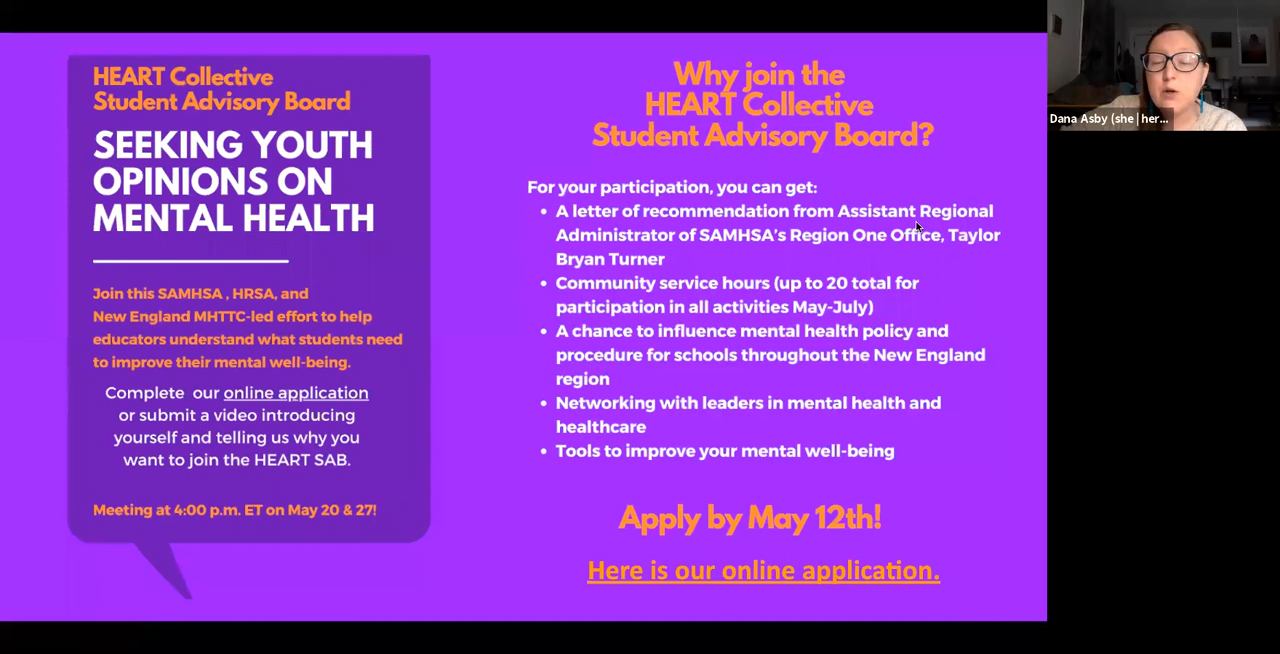 HEART Collective
Student Advisory Board
SEEKING YOUTH
OPINIONS ON
MENTAL HEALTH
Join this SAMHSA , HRSA, and
New England MHTTC-led effort to help
educators understand what students need
to improve their mental well-being.
Complete our online application
or submit a video introducing
yourself and telling us why you
want to join the HEART SAB.
Meeting at 4:00 p.m. ET on May 20 & 27!
Why join the
HEART Collective
Student Advisory Board?
For your participation, you can get:
• A letter of recommendation from Assistant Regional
Administrator of SAMHSA's Region One Office, Taylor
Bryan Turner
• Community service hours (up to 20 total for
participation in all activities May-July)
• A chance to influence mental health policy and
procedure for schools throughout the New England
region
• Networking with leaders in mental health and
healthcare
• Tools to improve your mental well-being
Apply by May 12th!
Here is our online application.
Dana Asby (she|her...